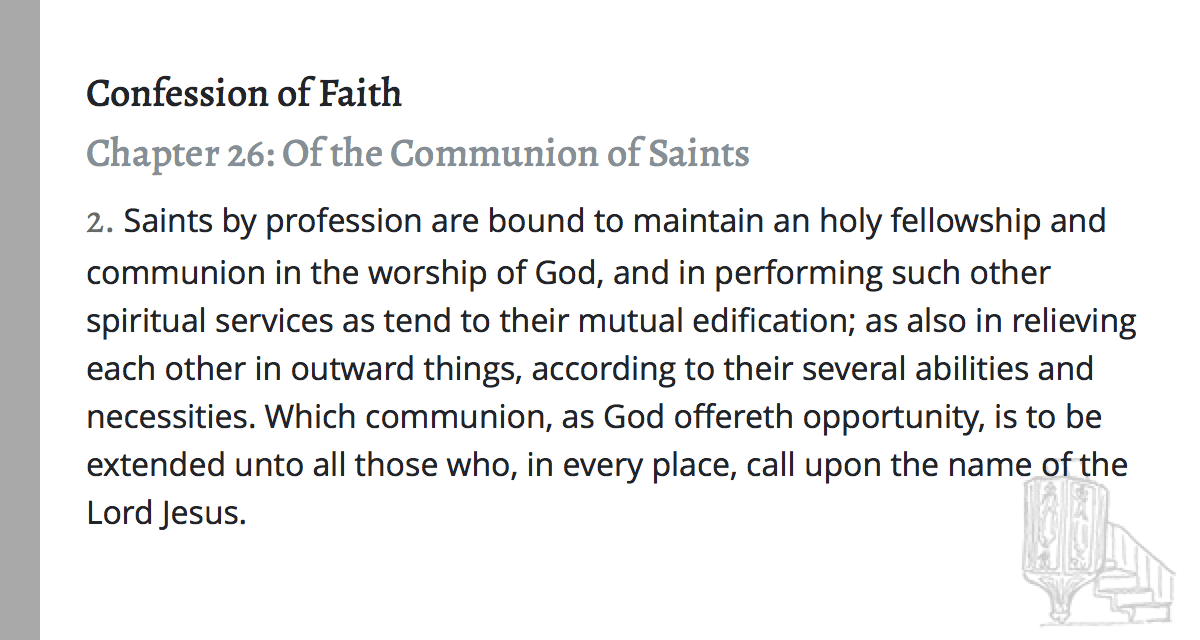 Confession of Faith
Chapter 26: Of the Communion of Saints
2. Saints by profession are bound to maintain an holy fellowship and
communion in the worship of God, and in performing such other
spiritual services as tend to their mutual edification; as also in relieving
each other in outward things, according to their several abilities and
necessities. Which communion, as God offereth opportunity, is to be
extended unto all those who, in every place, call upon the name of the
Lord Jesus.